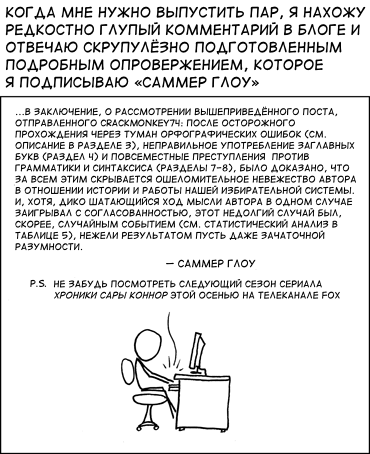 КОГДА МНЕ НУЖНО ВЫПУСТИТЬ ПАР, Я НАХОЖУ
РЕДКОСТНО ГЛУПЫЙ КОММЕНТАРИЙ В БЛОГЕ И
ОТВЕЧАЮ СКРУПУЛЁЗНО ПОДГОТОВЛЕННЫМ
ПОДРОБНЫМ ОПРОВЕРЖЕНИЕМ, КОТОРОЕ
Я ПОДПИСЫВАЮ «САММЕР ГЛОУ»
...В ЗАКЛЮЧЕНИЕ, О РАССМОТРЕНИИ ВЫШЕПРИВЕДЁННОГО ПОСТА,
ОТПРАВЛЕННОГО CRACKMONKEY74: ПОСЛЕ ОСТОРОЖНОГО
ПРОХОЖДЕНИЯ ЧЕРЕЗ ТУМАН ОРФОГРАФИЧЕСКИХ ОШИБОК (СМ.
ОПИСАНИЕ В РАЗДЕЛЕ 3), НЕПРАВИЛЬНОЕ УПОТРЕБЛЕНИЕ ЗАГЛАВНЫХ
БУКВ (РАЗДЕЛ 4) И ПОВСЕМЕСТНЫЕ ПРЕСТУПЛЕНИЯ ПРОТИВ
ГРАММАТИКИ И СИНТАКСИСА (РАЗДЕЛЫ 7-8), БЫЛО ДОКАЗАНО, ЧТО
ЗА ВСЕМ ЭТИМ СКРЫВАЕТСЯ ОШЕЛОМИТЕЛЬНОЕ НЕВЕЖЕСТВО АВТОРА
В ОТНОШЕНИИ ИСТОРИИ И РАБОТЫ НАШЕЙ ИЗБИРАТЕЛЬНОЙ СИСТЕМЫ.
И, ХОТЯ, ДИКО ШАТАЮЩИЙСЯ ХОД МЫСЛИ АВТОРА В ОДНОМ СЛУЧАЕ
ЗАИГРЫВАЛ С СОГЛАСОВАННОСТЬЮ, ЭТОТ НЕДОЛГИЙ СЛУЧАЙ БЫЛ,
СКОРЕЕ, СЛУЧАЙНЫМ СОБЫТИЕМ (СМ. СТАТИСТИЧЕСКИЙ АНАЛИЗ В
ТАБЛИЦЕ 5), НЕЖЕЛИ РЕЗУЛЬТАТОМ ПУСТЬ ДАЖЕ ЗАЧАТОЧНОЙ
РАЗУМНОСТИ.
— САММЕР ГЛОУ
P.S. НЕ ЗАБУДЬ ПОСМОТРЕТЬ СЛЕДУЮЩИЙ СЕЗОН СЕРИАЛА
ХРОНИКИ САРЫ КОННОР ЭТОЙ ОСЕНЬЮ НА ТЕЛЕКАНАЛЕ FOX